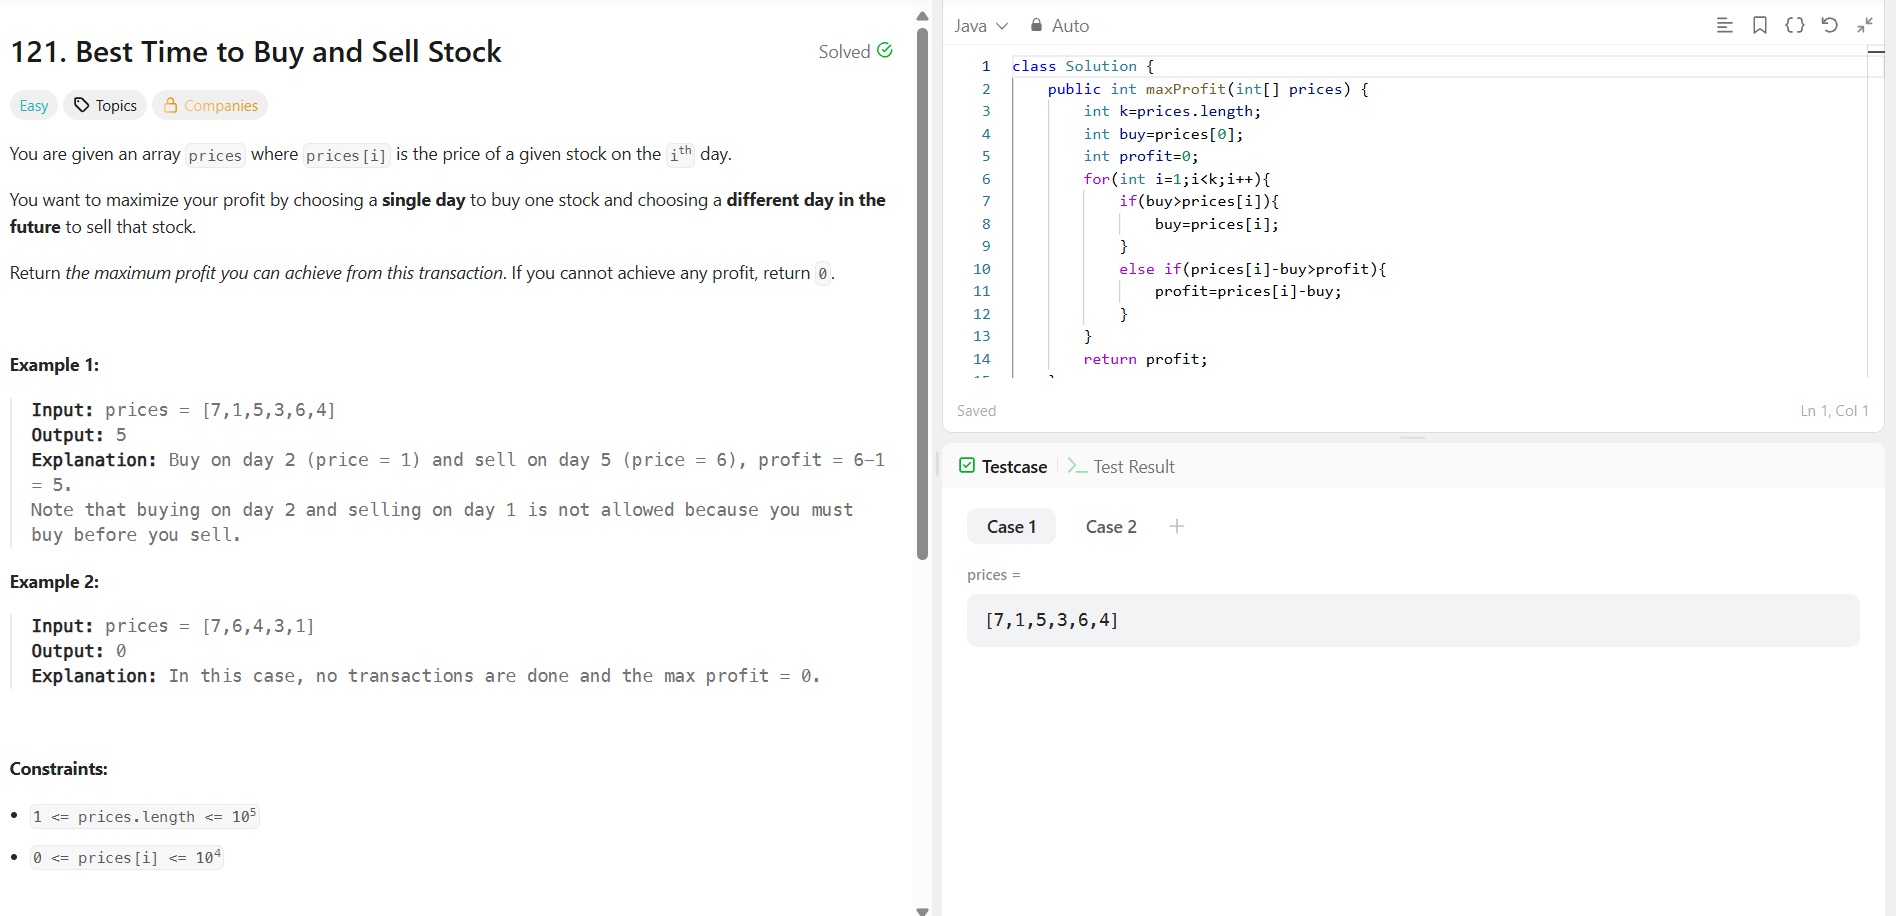 121. Best Time to Buy and Sell Stock
Solved
Easy
Topics
Companies
You are given an array prices where prices[i] is the price of a given stock on the ith day.
You want to maximize your profit by choosing a single day to buy one stock and choosing a different day in the
future to sell that stock.
Return the maximum profit you can achieve from this transaction. If you cannot achieve any profit, return 0.
Example 1:
Input: prices = [7,1,5,3,6,4]
Output: 5
Explanation: Buy on day 2 (price = 1) and sell on day 5 (price = 6), profit = 6-1
= 5.
Note that buying on day 2 and selling on day 1 is not allowed because you must
buy before you sell.
Example 2:
Input: prices = [7,6,4,3,1]
Output: 0
Explanation: In this case, no transactions are done and the max profit = 0.
Constraints:
1 <= prices.length <= 10^5
0 <= prices[i] <= 10^4
Java
Auto
1 class Solution {
2 public int maxProfit(int[] prices) {
3 int k=prices.length;
4 int buy=prices[0];
5 int profit=0;
6 for(int i=1;i<k;i++){
7 if(buy>prices[i]){
8 buy=prices[i];
9 }
10 else if(prices[i]-buy>profit){
11 profit=prices[i]-buy;
12 }
13 }
14 return profit;
Saved
Ln 1, Col 1
Testcase
Test Result
Case 1
Case 2
prices =
[7,1,5,3,6,4]